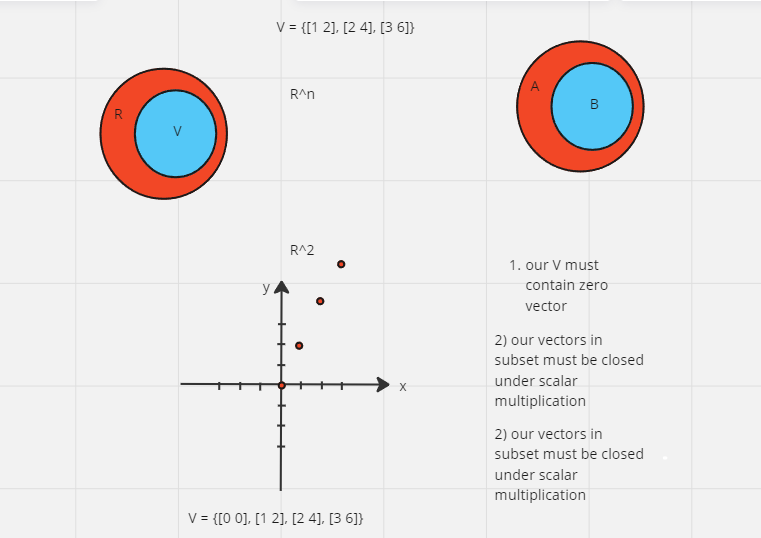 V = {[1 2], [2 4], [3 6]}
R^n
R
V
A
B
R^2
y
x
1. our V must
contain zero
vector
2) our vectors in
subset must be closed
under scalar
multiplication
2) our vectors in
subset must be closed
under scalar
multiplication
V = {[0 0], [1 2], [2 4], [3 6]}